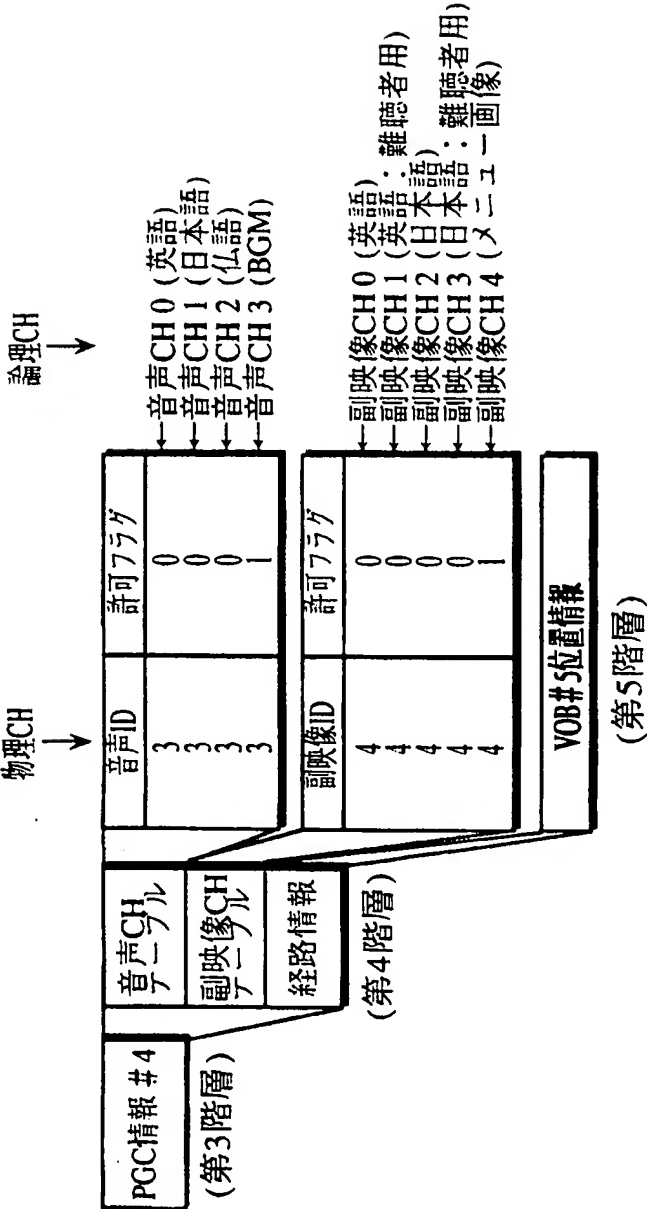 物理CH
論理CH
PGC情報#4
(第3階層)
音声CH
テーブル
副映像CH
テーブル
経路情報
(第4階層)
音声ID
許可フラグ
3
0
音声CH 0 (英語)
3
0
音声CH 1 (日本語)
3
0
音声CH 2 (仏語)
3
1
音声CH 3 (BGM)
副映像ID
許可フラグ
4
0
副映像CH 0 (英語)
4
0
副映像CH 1 (英語：難聴者用)
4
0
副映像CH 2 (日本語)
4
0
副映像CH 3 (日本語：難聴者用)
4
1
副映像CH 4 (メニュー画像)
VOB#5位置情報
(第5階層)